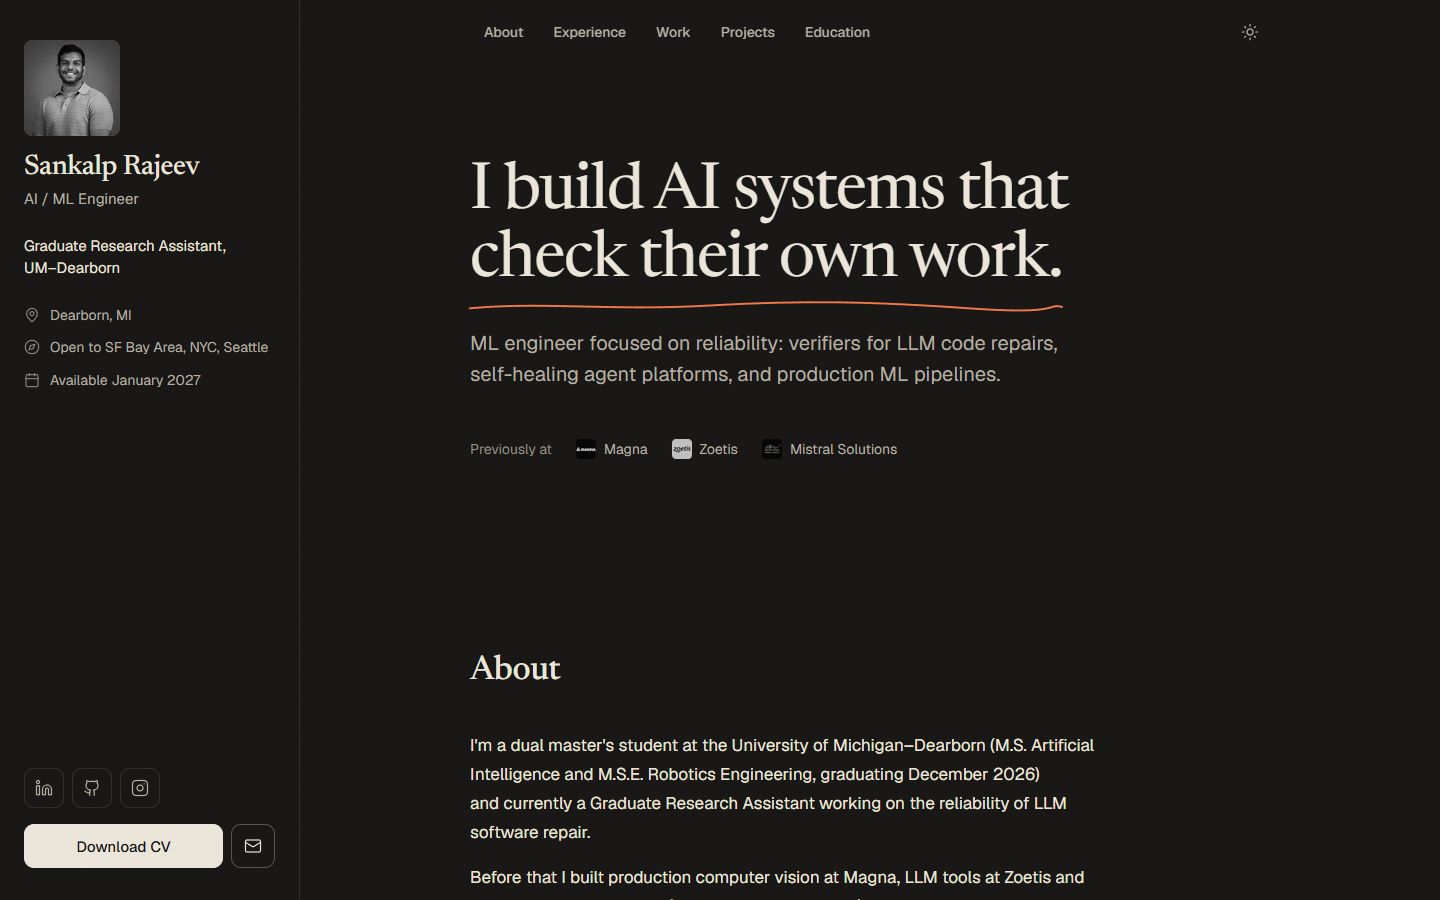 Sankalp Rajeev
AI / ML Engineer
Graduate Research Assistant,
UM–Dearborn
Dearborn, MI
Open to SF Bay Area, NYC, Seattle
Available January 2027
Download CV
About Experience Work Projects Education
I build AI systems that
check their own work.
ML engineer focused on reliability: verifiers for LLM code repairs,
self-healing agent platforms, and production ML pipelines.
Previously at MAGNA Magna zoetis Zoetis Mistral Solutions
About
I'm a dual master's student at the University of Michigan–Dearborn (M.S. Artificial
Intelligence and M.S.E. Robotics Engineering, graduating December 2026)
and currently a Graduate Research Assistant working on the reliability of LLM
software repair.
Before that I built production computer vision at Magna, LLM tools at Zoetis and